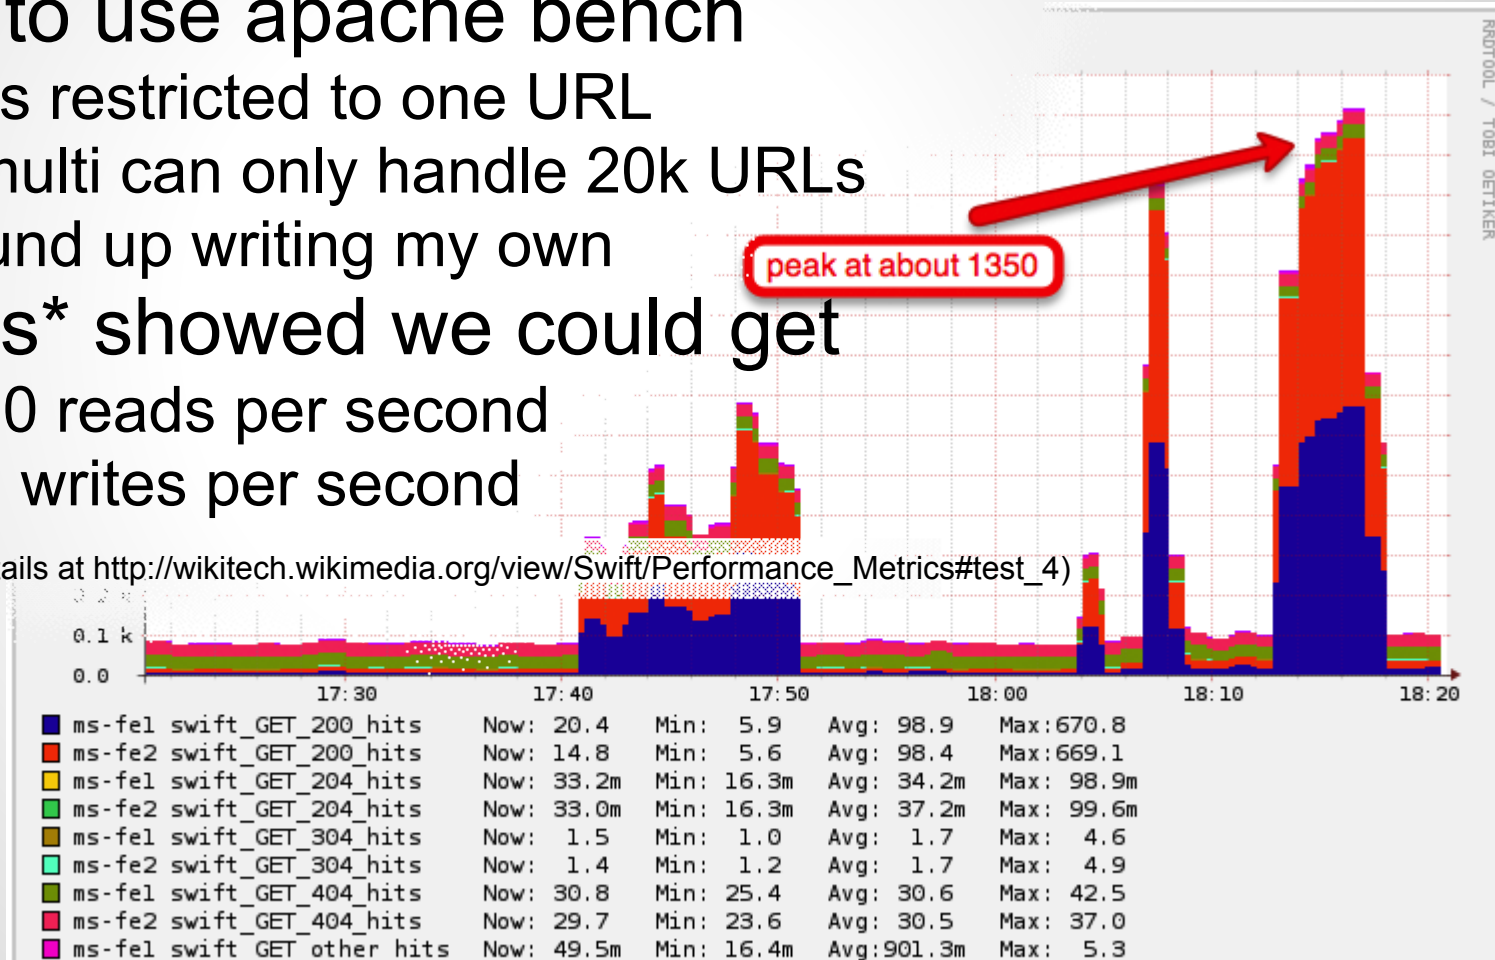 to use apache bench
s restricted to one URL
multi can only handle 20k URLs
und up writing my own
s* showed we could get
0 reads per second
writes per second
ails at http://wikitech.wikimedia.org/view/Swift/Performance_Metrics#test_4)
peak at about 1350
RRDTOOL / TOBI OETIKER
0.1 k
0.0
17:30 17:40 17:50 18:00 18:10 18:20
ms-fe1 swift_GET_200_hits Now: 20.4 Min: 5.9 Avg: 98.9 Max:670.8
ms-fe2 swift_GET_200_hits Now: 14.8 Min: 5.6 Avg: 98.4 Max:669.1
ms-fe1 swift_GET_204_hits Now: 33.2m Min: 16.3m Avg: 34.2m Max: 98.9m
ms-fe2 swift_GET_204_hits Now: 33.0m Min: 16.3m Avg: 37.2m Max: 99.6m
ms-fe1 swift_GET_304_hits Now: 1.5 Min: 1.0 Avg: 1.7 Max: 4.6
ms-fe2 swift_GET_304_hits Now: 1.4 Min: 1.2 Avg: 1.7 Max: 4.9
ms-fe1 swift_GET_404_hits Now: 30.8 Min: 25.4 Avg: 30.6 Max: 42.5
ms-fe2 swift_GET_404_hits Now: 29.7 Min: 23.6 Avg: 30.5 Max: 37.0
ms-fe1 swift GET other hits Now: 49.5m Min: 16.4m Avg:901.3m Max: 5.3